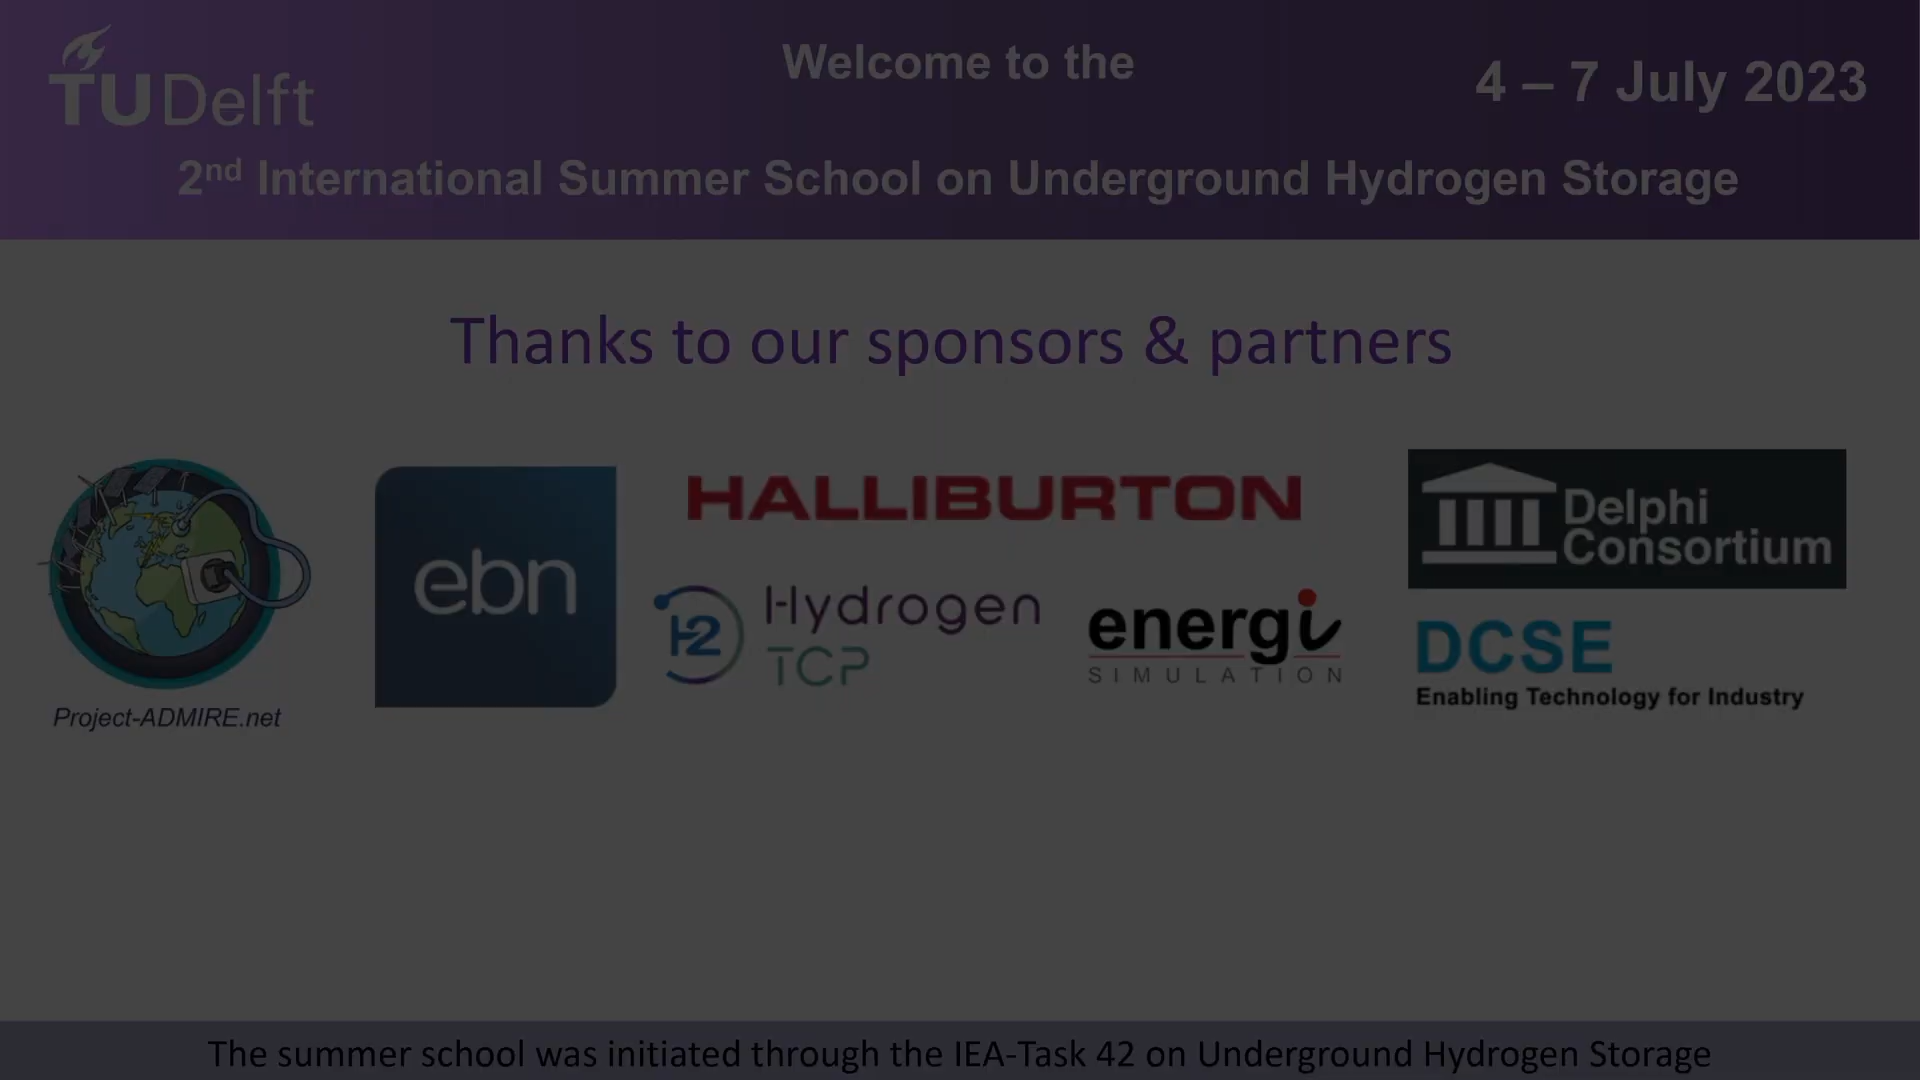 TUDelft
Welcome to the
4 – 7 July 2023
2nd International Summer School on Underground Hydrogen Storage
Thanks to our sponsors & partners
Project-ADMIRE.net
ebn
HALLIBURTON
H2
Hydrogen
TCP
energi
SIMULATION
Delphi
Consortium
DCSE
Enabling Technology for Industry
The summer school was initiated through the IEA-Task 42 on Underground Hydrogen Storage